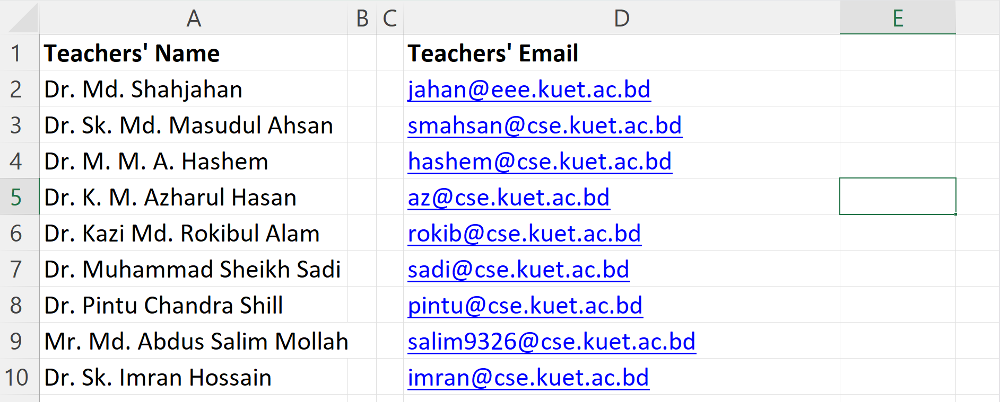 A B C D E
1 Teachers' Name Teachers' Email
2 Dr. Md. Shahjahan jahan@eee.kuet.ac.bd
3 Dr. Sk. Md. Masudul Ahsan smahsan@cse.kuet.ac.bd
4 Dr. M. M. A. Hashem hashem@cse.kuet.ac.bd
5 Dr. K. M. Azharul Hasan az@cse.kuet.ac.bd
6 Dr. Kazi Md. Rokibul Alam rokib@cse.kuet.ac.bd
7 Dr. Muhammad Sheikh Sadi sadi@cse.kuet.ac.bd
8 Dr. Pintu Chandra Shill pintu@cse.kuet.ac.bd
9 Mr. Md. Abdus Salim Mollah salim9326@cse.kuet.ac.bd
10 Dr. Sk. Imran Hossain imran@cse.kuet.ac.bd